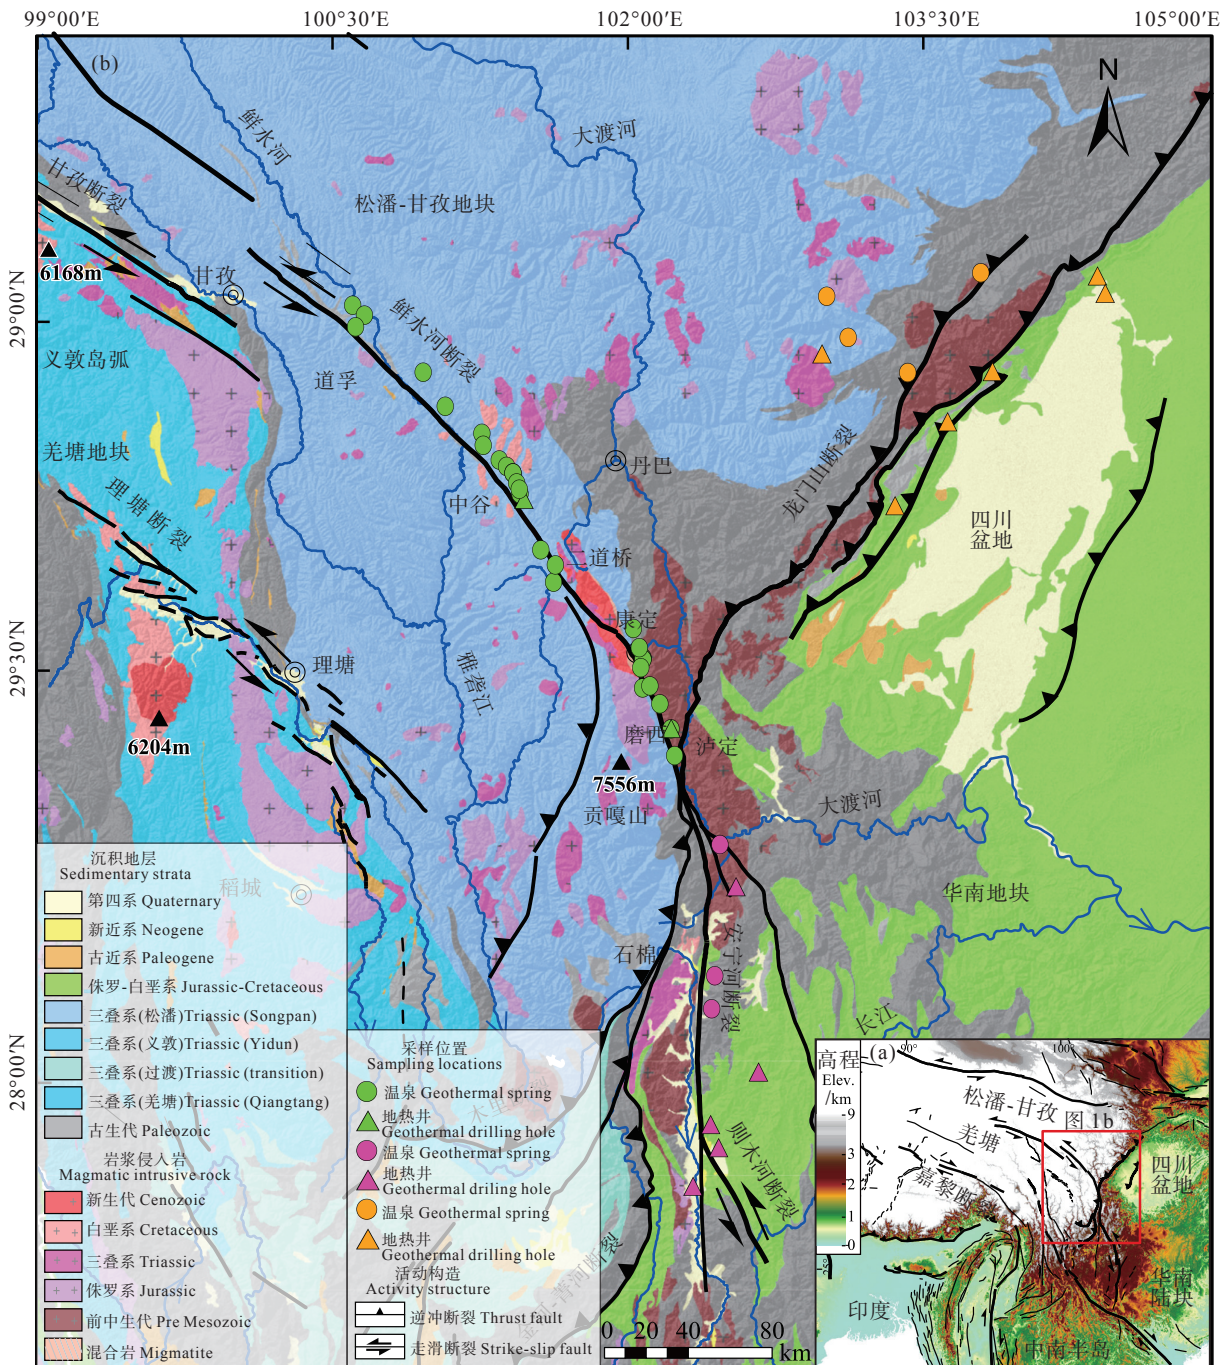 99°00′E
100°30′E
102°00′E
103°30′E
105°00′E
(b)
N
鲜水河
大渡河
甘孜断裂
松潘-甘孜地块
6168m
甘孜
29°00′N
鲜水河断裂
义敦岛弧
道孚
羌塘地块
丹巴
龙门山断裂
理塘断裂
中谷
四川
盆地
二道桥
康定
29°30′N
理塘
雅砻江
磨西
泸定
6204m
7556m
贡嘎山
大渡河
华南地块
稻城
石棉
安宁河断裂
长江
28°00′N
则木河断裂
沉积地层
Sedimentary strata
第四系 Quaternary
新近系 Neogene
古近系 Paleogene
侏罗-白垩系 Jurassic-Cretaceous
三叠系(松潘)Triassic (Songpan)
三叠系(义敦)Triassic (Yidun)
三叠系(过渡)Triassic (transition)
三叠系(羌塘)Triassic (Qiangtang)
古生代 Paleozoic
岩浆侵入岩
Magmatic intrusive rock
新生代 Cenozoic
白垩系 Cretaceous
三叠系 Triassic
侏罗系 Jurassic
前中生代 Pre Mesozoic
混合岩 Migmatite
采样位置
Sampling locations
温泉 Geothermal spring
地热井
Geothermal drilling hole
温泉 Geothermal spring
地热井
Geothermal driling hole
温泉 Geothermal spring
地热井
Geothermal drilling hole
活动构造
Activity structure
逆冲断裂 Thrust fault
走滑断裂 Strike-slip fault
0 20 40 80
km
(a)
高程
Elev.
/km
9
3
2
1
0
90°
100°
松潘-甘孜
图1b
羌塘
四川
盆地
嘉黎断
25°
印度
华南
陆块
中南半岛